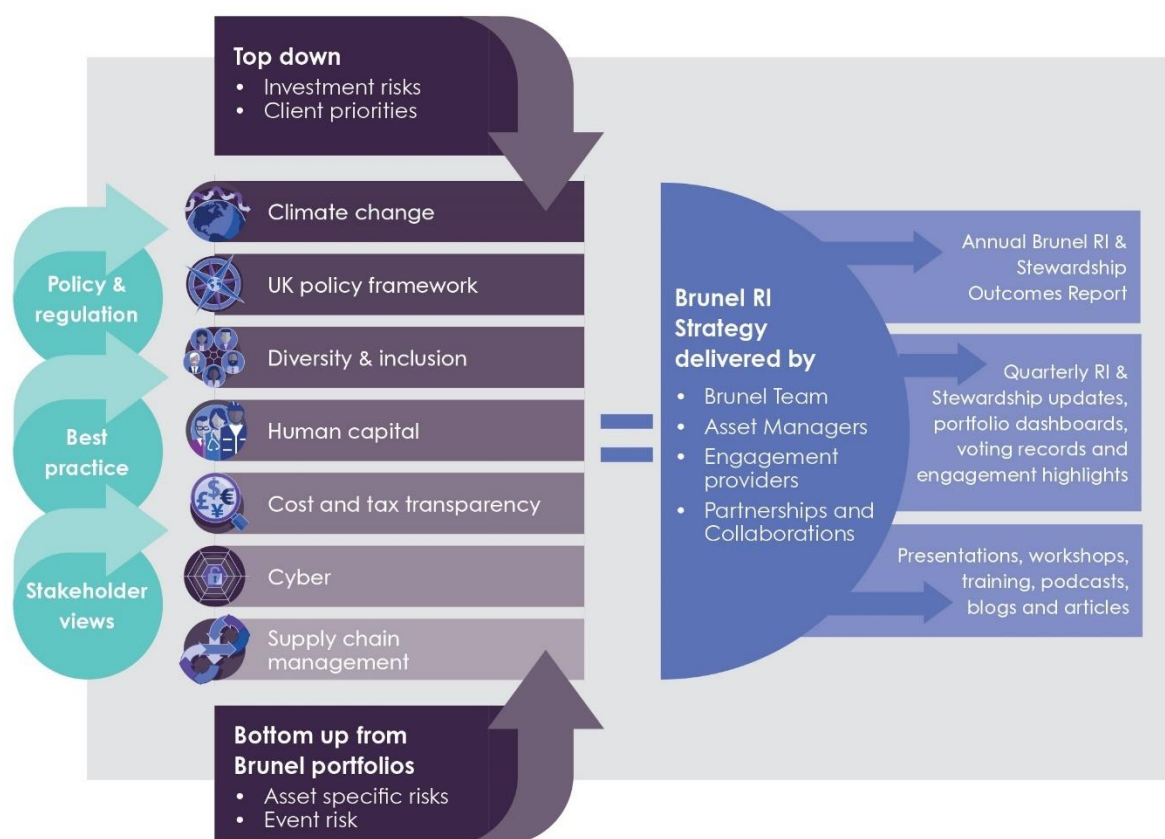 Top down
• Investment risks
• Client priorities
Policy &
regulation
Best
practice
Stakeholder
views
Climate change
UK policy framework
Diversity & inclusion
Human capital
£$€¥
Cost and tax transparency
Cyber
Supply chain
management
Bottom up from
Brunel portfolios
• Asset specific risks
• Event risk
=
Brunel RI
Strategy
delivered by
• Brunel Team
• Asset Managers
• Engagement
providers
• Partnerships and
Collaborations
Annual Brunel RI &
Stewardship
Outcomes Report
Quarterly RI &
Stewardship updates,
portfolio dashboards,
voting records and
engagement highlights
Presentations, workshops,
training, podcasts,
blogs and articles